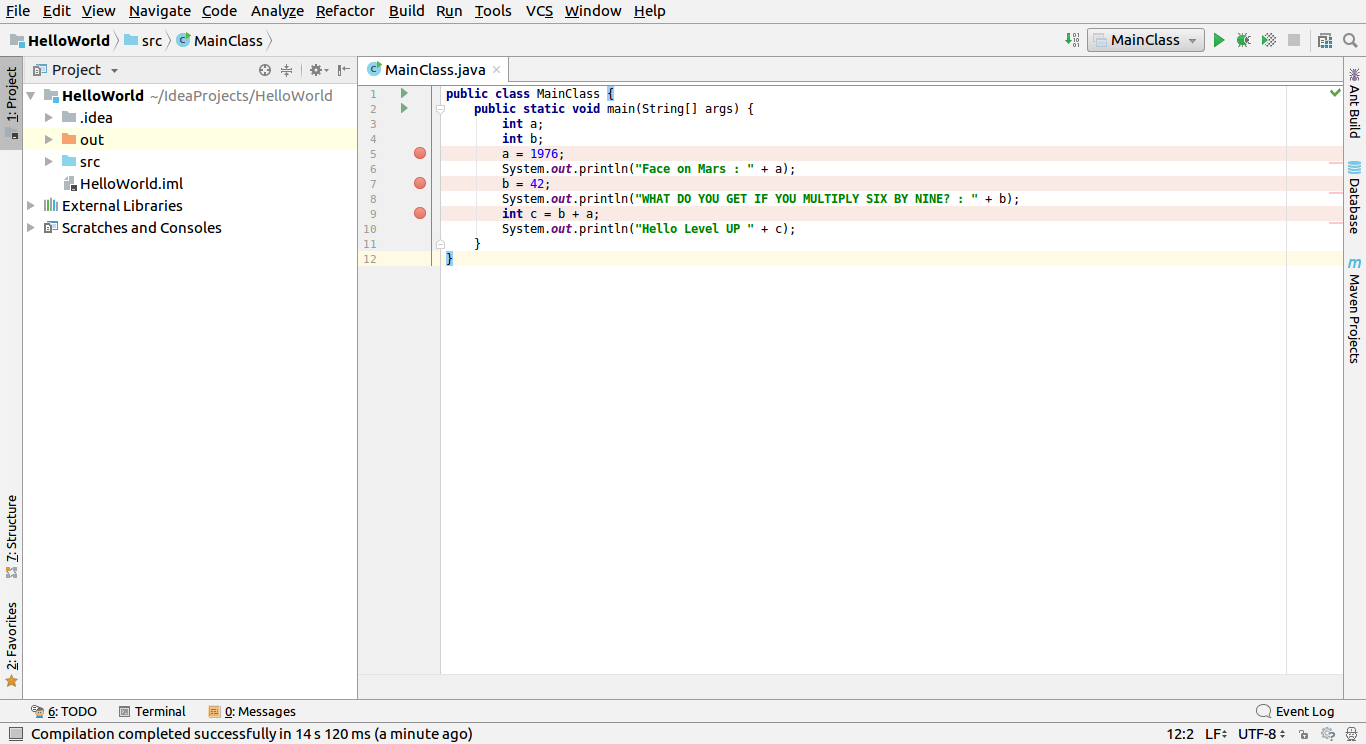 File Edit View Navigate Code Analyze Refactor Build Run Tools VCS Window Help
HelloWorld src MainClass MainClass
1: Project
Project
MainClass.java
HelloWorld ~/IdeaProjects/HelloWorld
.idea
out
src
HelloWorld.iml
External Libraries
Scratches and Consoles
1 public class MainClass {
2 public static void main(String[] args) {
3 int a;
4 int b;
5 a = 1976;
6 System.out.println("Face on Mars : " + a);
7 b = 42;
8 System.out.println("WHAT DO YOU GET IF YOU MULTIPLY SIX BY NINE? : " + b);
9 int c = b + a;
10 System.out.println("Hello Level UP " + c);
11 }
12 }
Ant Build
Database
m Maven Projects
7: Structure
2: Favorites
6: TODO Terminal 0: Messages Event Log
Compilation completed successfully in 14 s 120 ms (a minute ago) 12:2 LF UTF-8